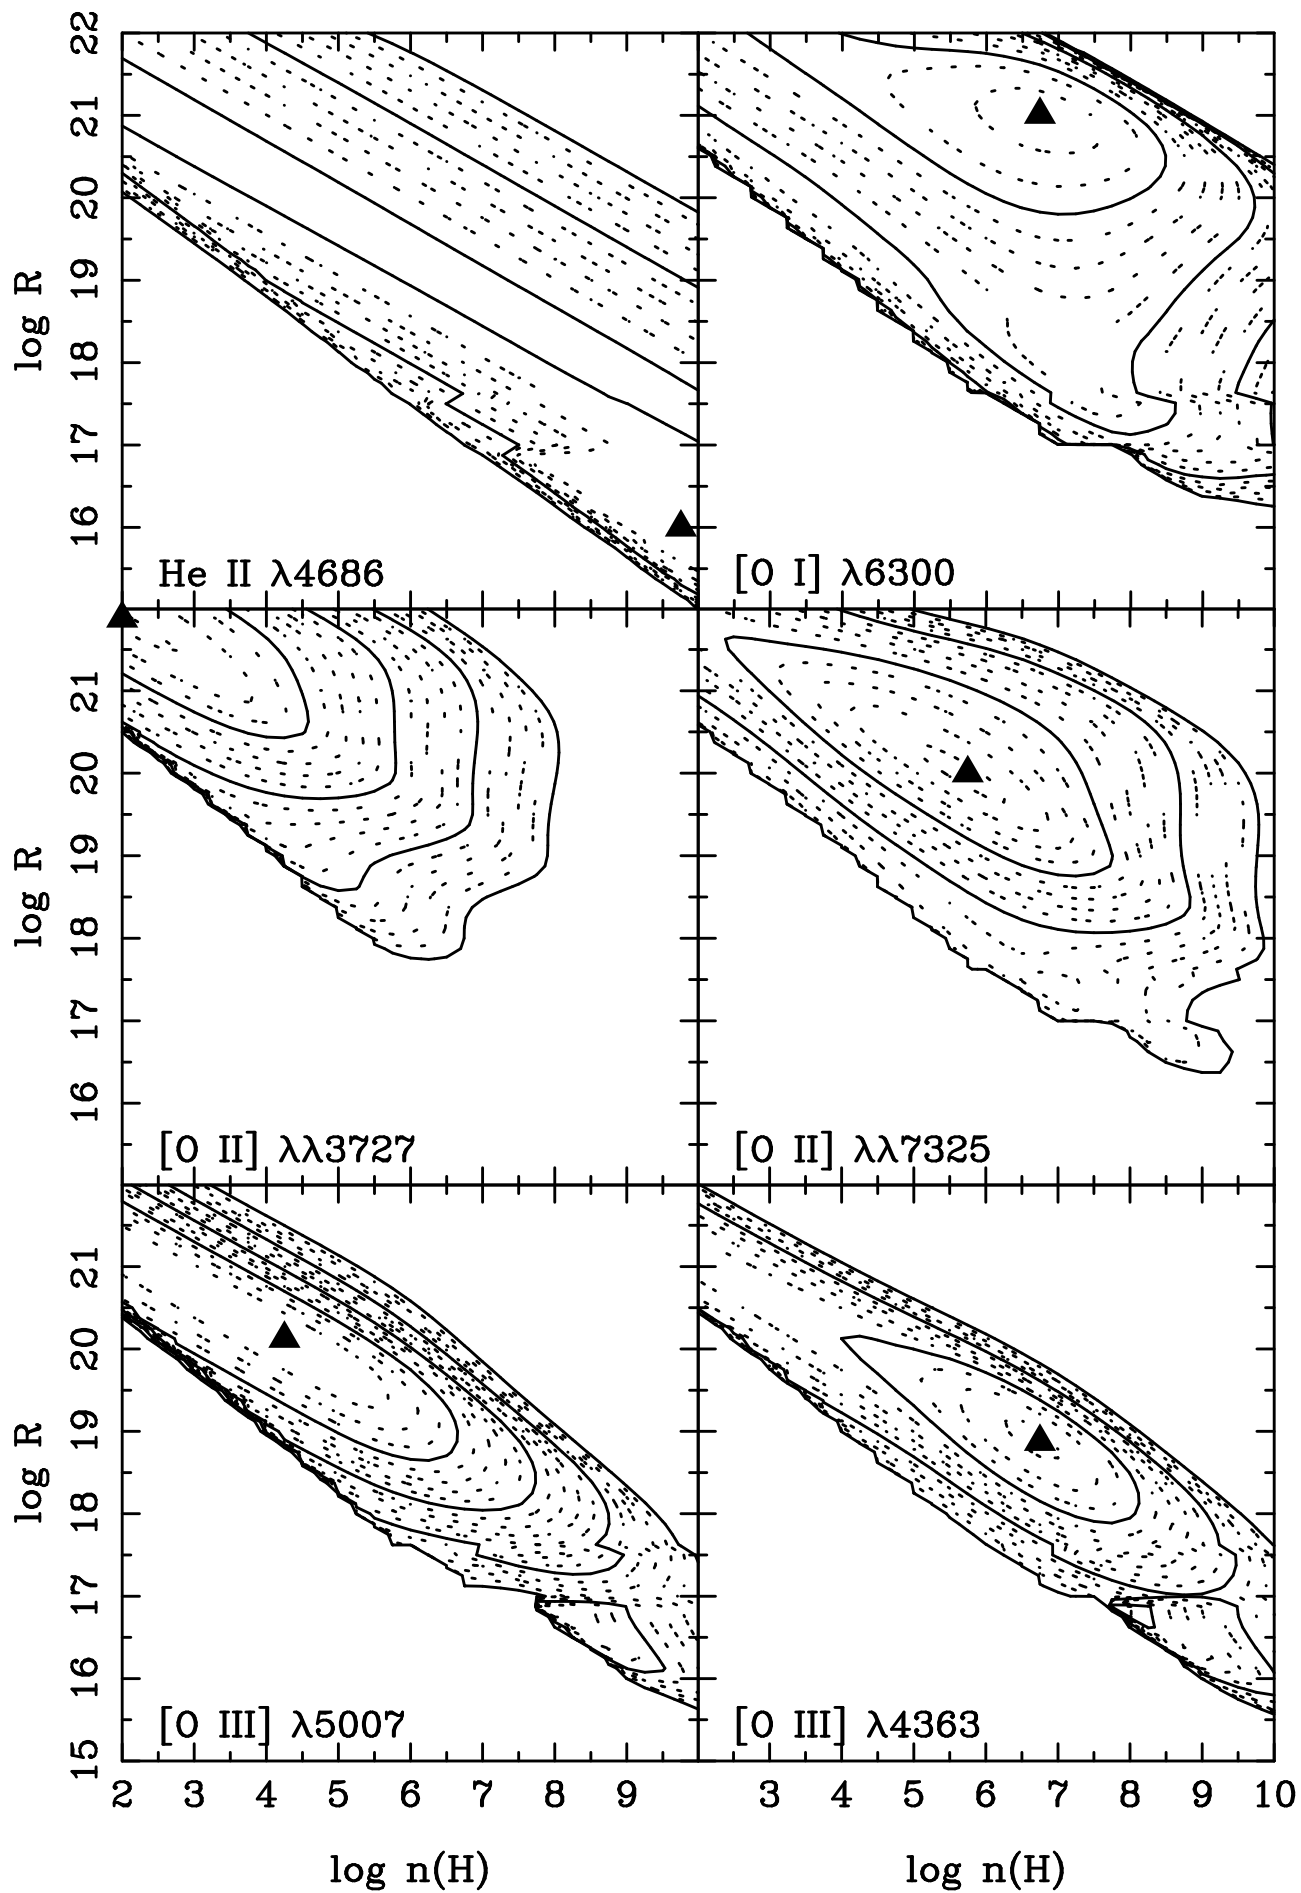 22
21
20
19
18
17
16
log R
He II λ4686
[O I] λ6300
21
20
19
18
17
16
log R
[O II] λλ3727
[O II] λλ7325
21
20
19
18
17
16
15
log R
[O III] λ5007
[O III] λ4363
2 3 4 5 6 7 8 9 3 4 5 6 7 8 9 10
log n(H) log n(H)